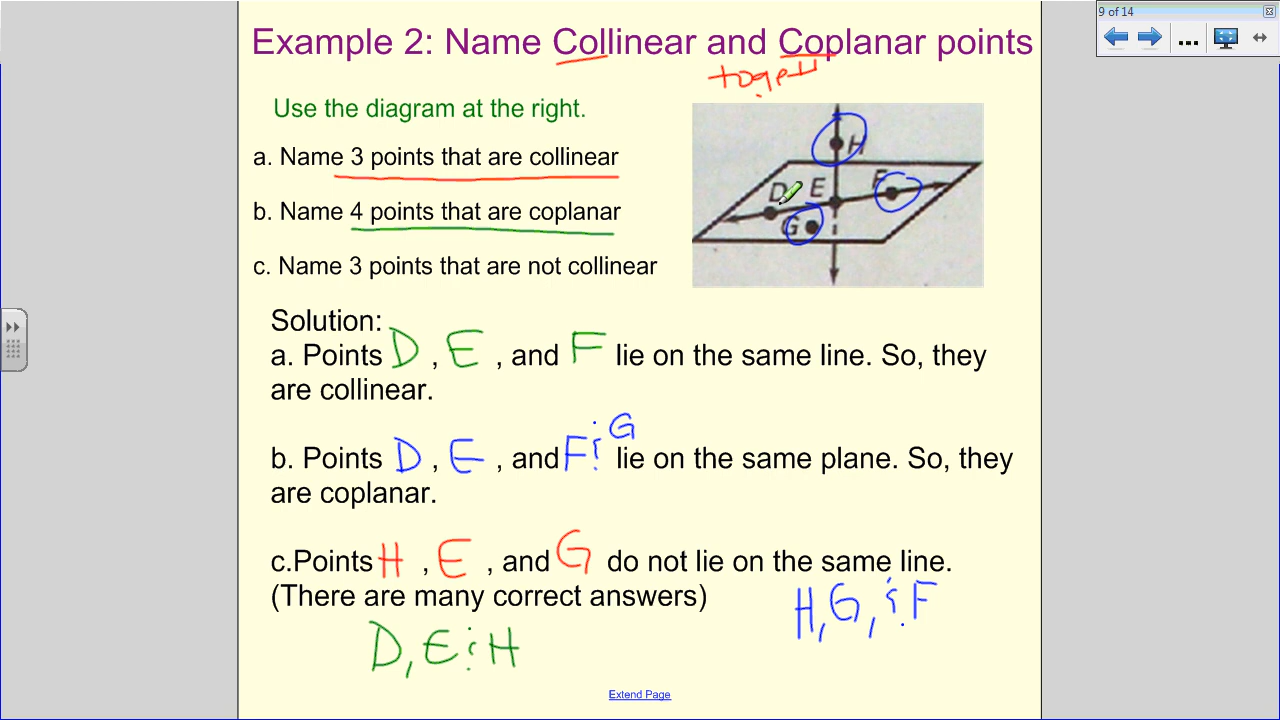 9 of 14
Example 2: Name Collinear and Coplanar points
Use the diagram at the right.
a. Name 3 points that are collinear
b. Name 4 points that are coplanar
c. Name 3 points that are not collinear
H
D E F
G
Solution:
a. Points D , E , and F lie on the same line. So, they
are collinear.
b. Points D , E , and F & G lie on the same plane. So, they
are coplanar.
c.Points H , E , and G do not lie on the same line.
(There are many correct answers)
H, G, & F
D, E & H
Extend Page